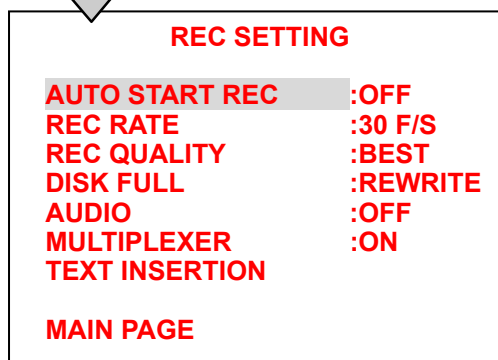 REC SETTING
AUTO START REC :OFF
REC RATE :30 F/S
REC QUALITY :BEST
DISK FULL :REWRITE
AUDIO :OFF
MULTIPLEXER :ON
TEXT INSERTION
MAIN PAGE